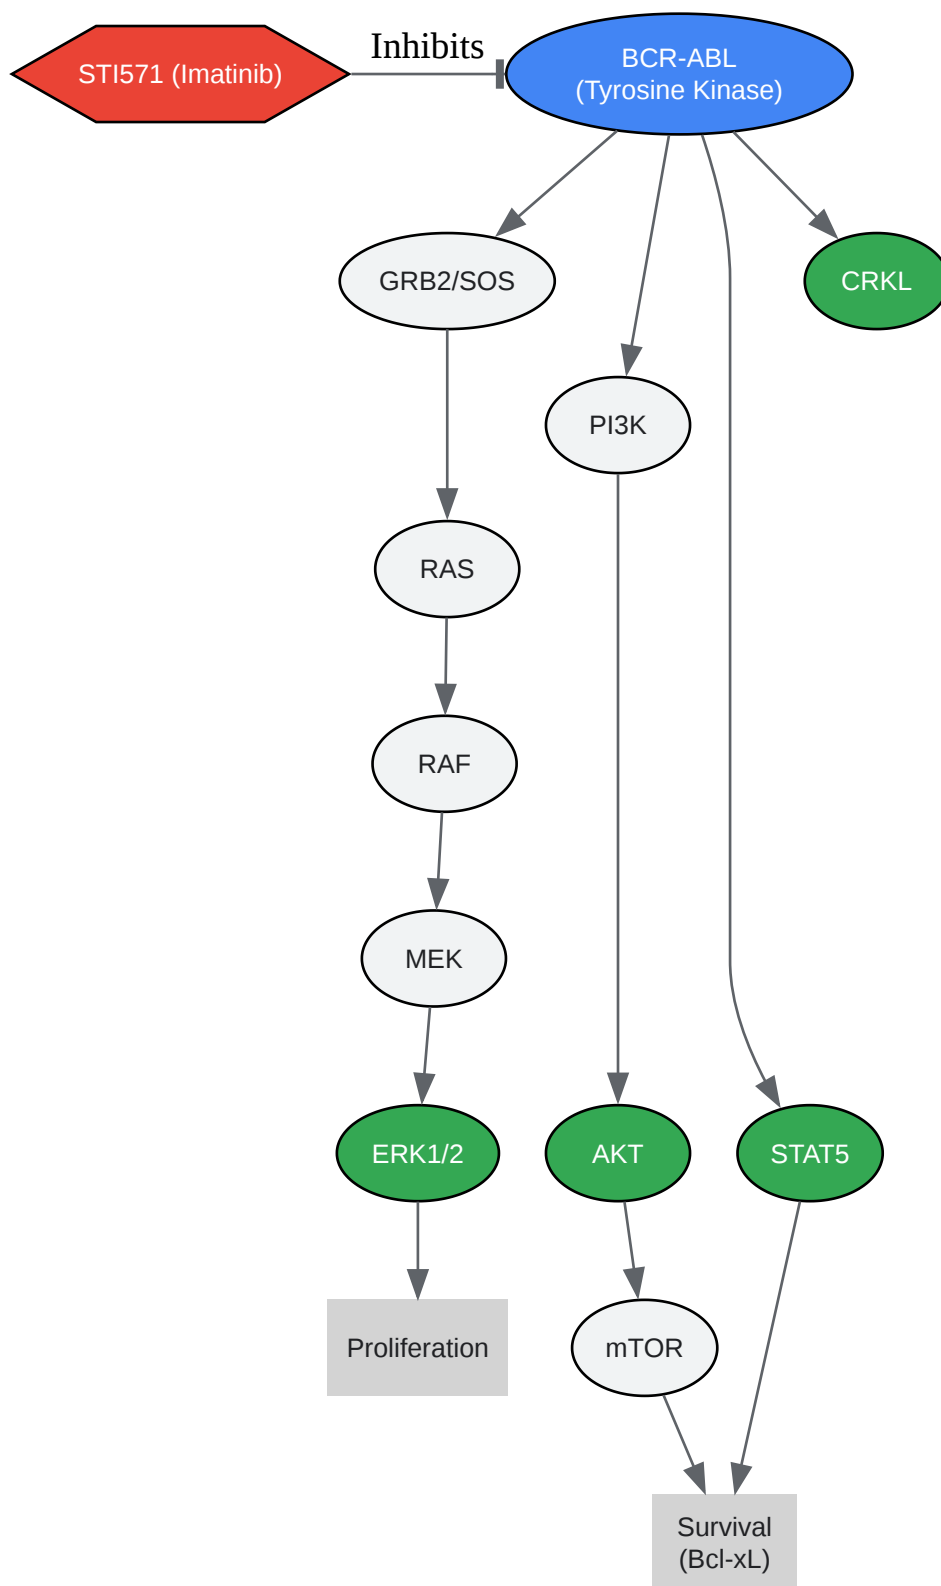 STI571 (Imatinib)
Inhibits
BCR-ABL
(Tyrosine Kinase)
GRB2/SOS
CRKL
PI3K
RAS
RAF
MEK
ERK1/2
AKT
STAT5
Proliferation
mTOR
Survival
(Bcl-xL)